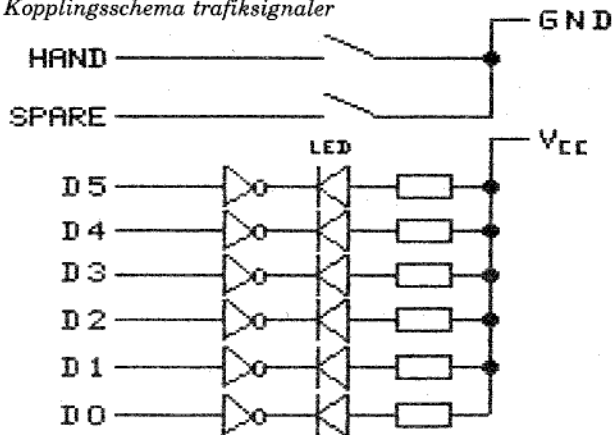 Kopplingsschema trafiksignaler
GND
HAND
SPARE
VCC
LED
D5
D4
D3
D2
D1
D0